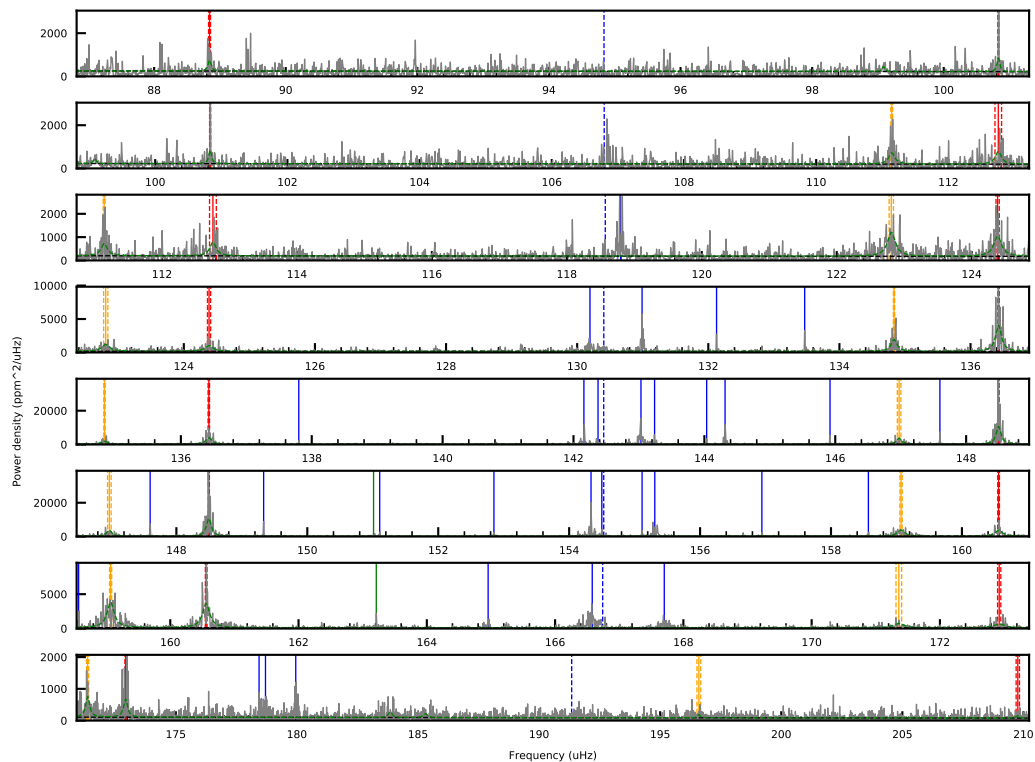 2000
0
88 90 92 94 96 98 100
2000
0
100 102 104 106 108 110 112
2000
1000
0
112 114 116 118 120 122 124
10000
5000
0
124 126 128 130 132 134 136
20000
0
136 138 140 142 144 146 148
Power density (ppm^2/uHz)
20000
0
148 150 152 154 156 158 160
5000
0
160 162 164 166 168 170 172
2000
1000
0
175 180 185 190 195 200 205 210
Frequency (uHz)